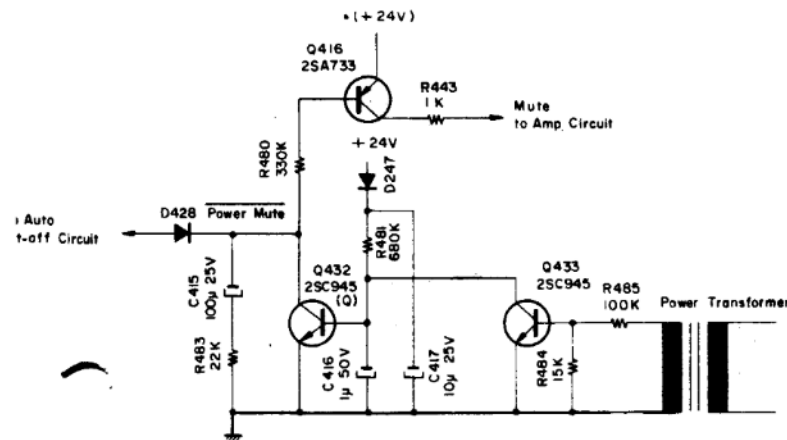 (+24V)
Q416
2SA733
R443
1K
Mute
to Amp Circuit
+24V
R480
330K
D247
Auto
t-off Circuit
D428
Power Mute
R481
680K
C415
100μ 25V
Q432
2SC945
(Q)
Q433
2SC945
R485
100K
Power Transformer
R483
22K
C416
1μ 50V
C417
10μ 25V
R484
15K